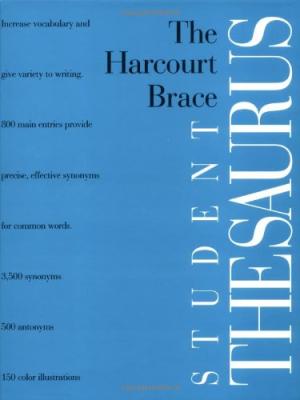 Increase vocabulary and
give variety to writing.
800 main entries provide
precise, effective synonyms
for common words.
3,500 synonyms
500 antonyms
150 color illustrations
The
Harcourt
Brace
STUDENT
THESAURUS